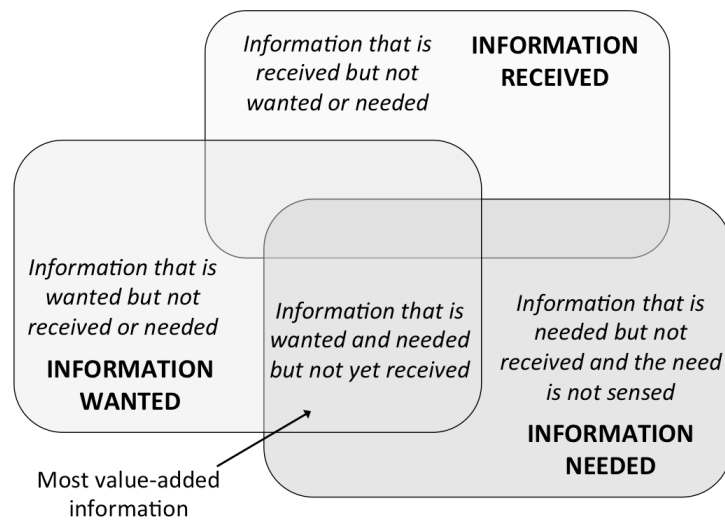 Information that is
received but not
wanted or needed
INFORMATION
RECEIVED
Information that is
wanted but not
received or needed
INFORMATION
WANTED
Information that is
wanted and needed
but not yet received
Information that is
needed but not
received and the need
is not sensed
INFORMATION
NEEDED
Most value-added
information